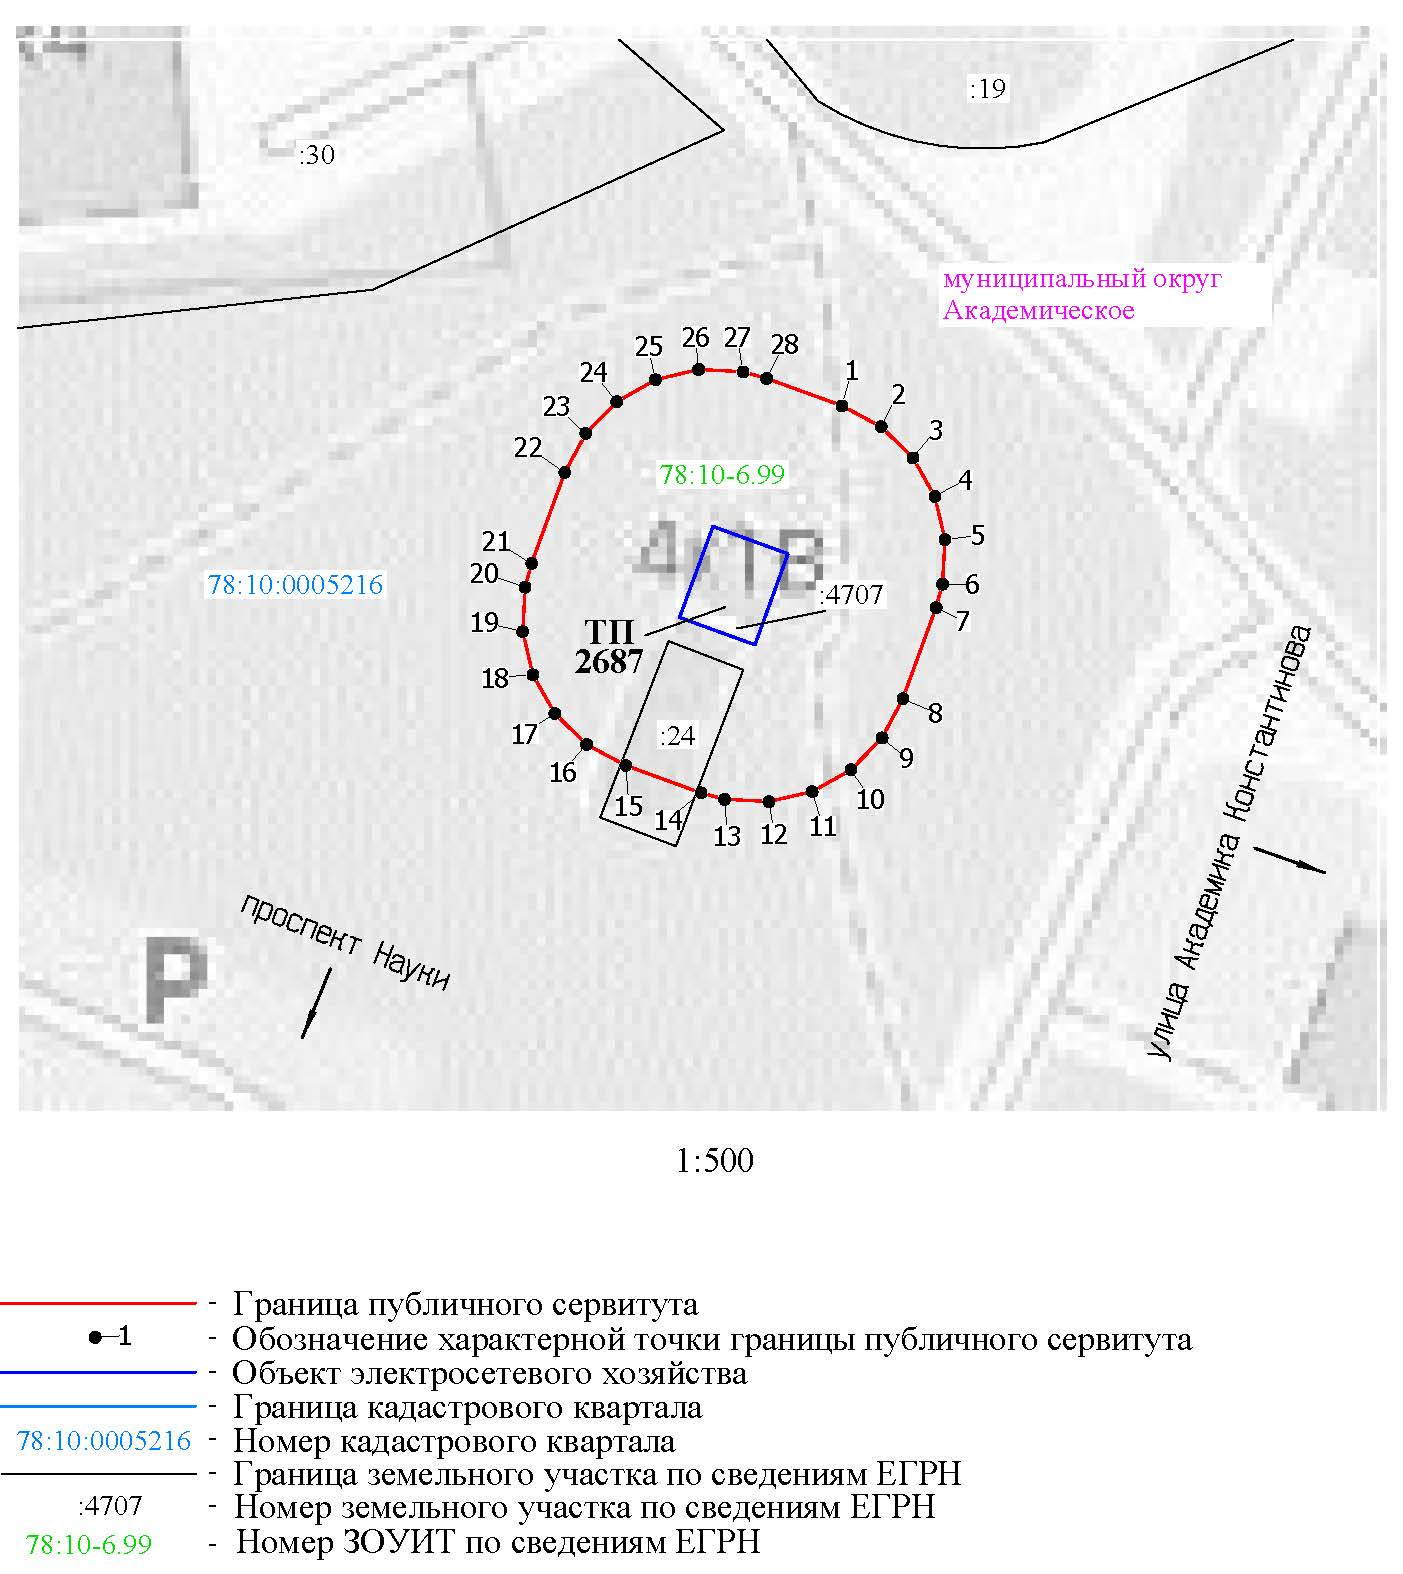 :19
:30
муниципальный округ
Академическое
26
27
28
25
24
1
23
2
22
3
78:10-6.99
4
21
5
20
78:10:0005216
6
:4707
19
7
ТП
2687
18
8
17
:24
9
16
10
15
14
13
12
11
проспект Науки
улица Академика Константинова
P
1:500
- Граница публичного сервитута
1 - Обозначение характерной точки границы публичного сервитута
- Объект электросетевого хозяйства
- Граница кадастрового квартала
78:10:0005216 - Номер кадастрового квартала
- Граница земельного участка по сведениям ЕГРН
:4707 - Номер земельного участка по сведениям ЕГРН
78:10-6.99 - Номер ЗОУИТ по сведениям ЕГРН